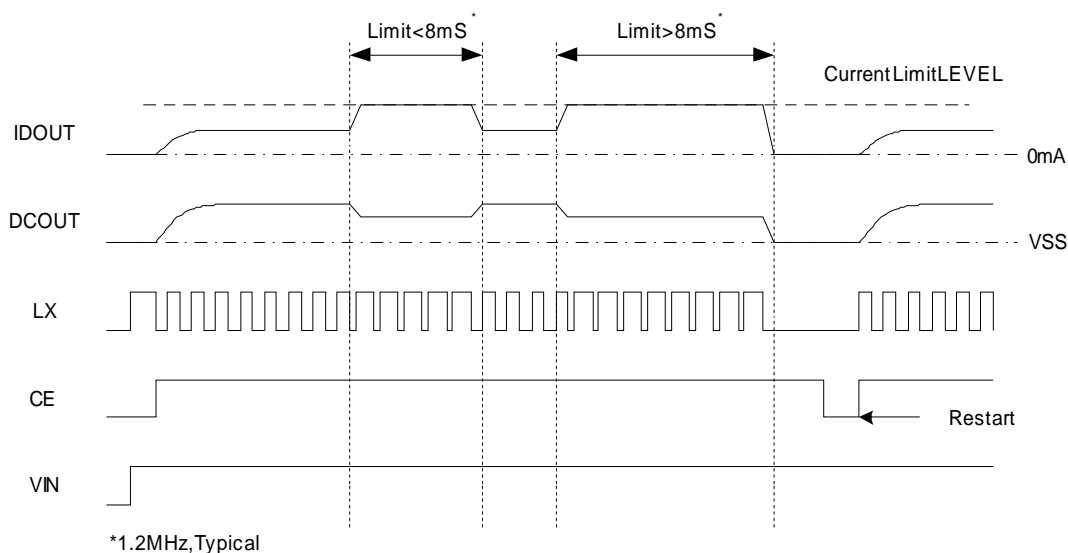 Limit<8mS*
Limit>8mS*
CurrentLimitLEVEL
IDOUT
0mA
DCOUT
VSS
LX
CE
Restart
VIN
*1.2MHz,Typical